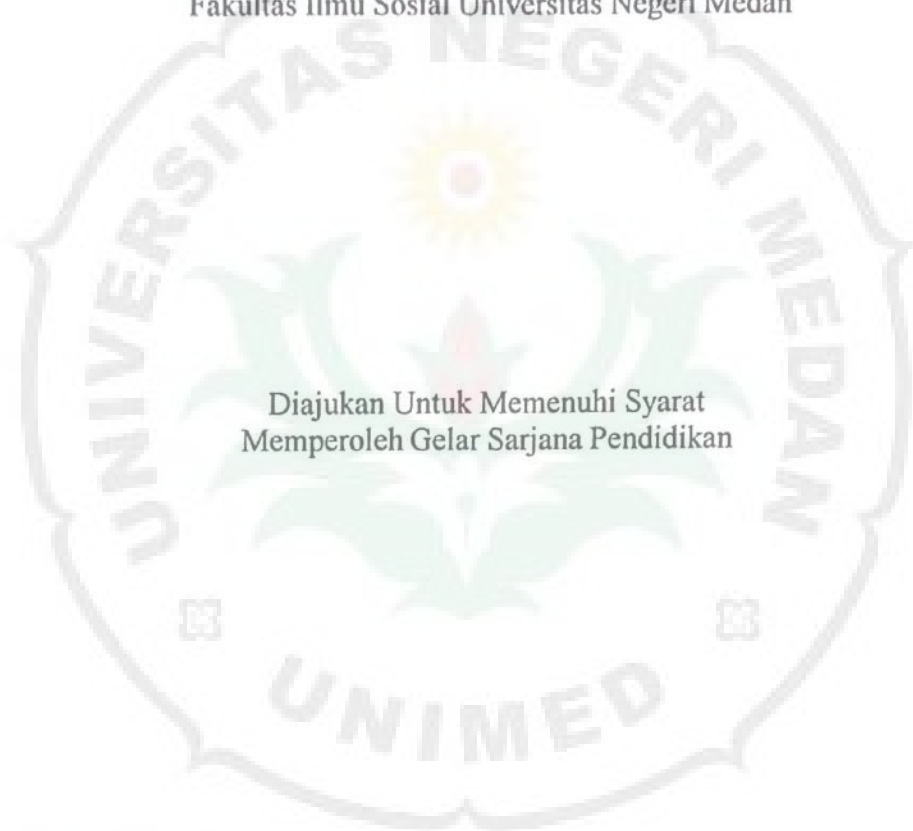 Fakultas Ilmu Sosial Universitas Negeri Medan
UNIVERSITAS NEGERI MEDAN
Diajukan Untuk Memenuhi Syarat
Memperoleh Gelar Sarjana Pendidikan
UNIMED